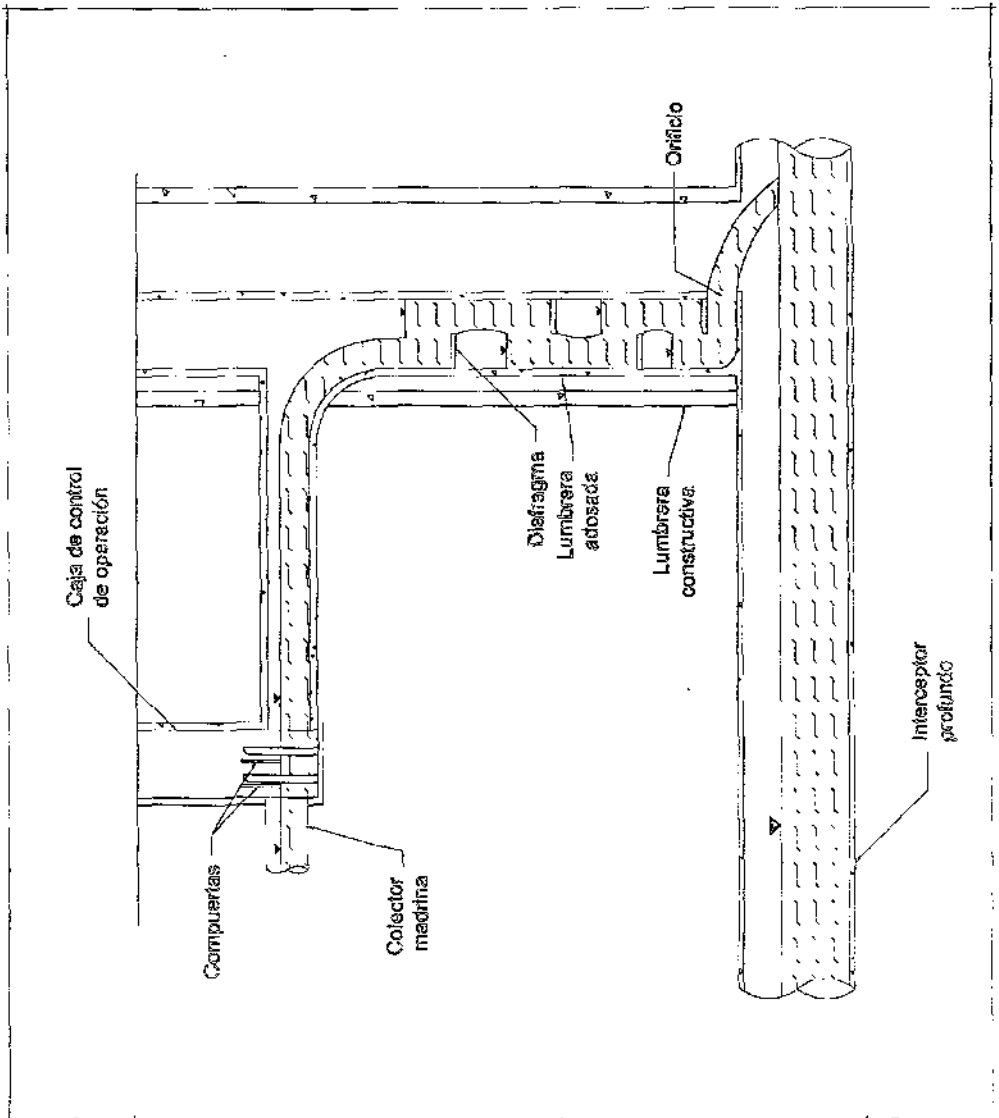 Compuertas
Caja de control
de operación
Colector
madrina
Diafragma
Lumbrera
adosada
Lumbrera
constructiva
Orificio
Interceptor
profundo